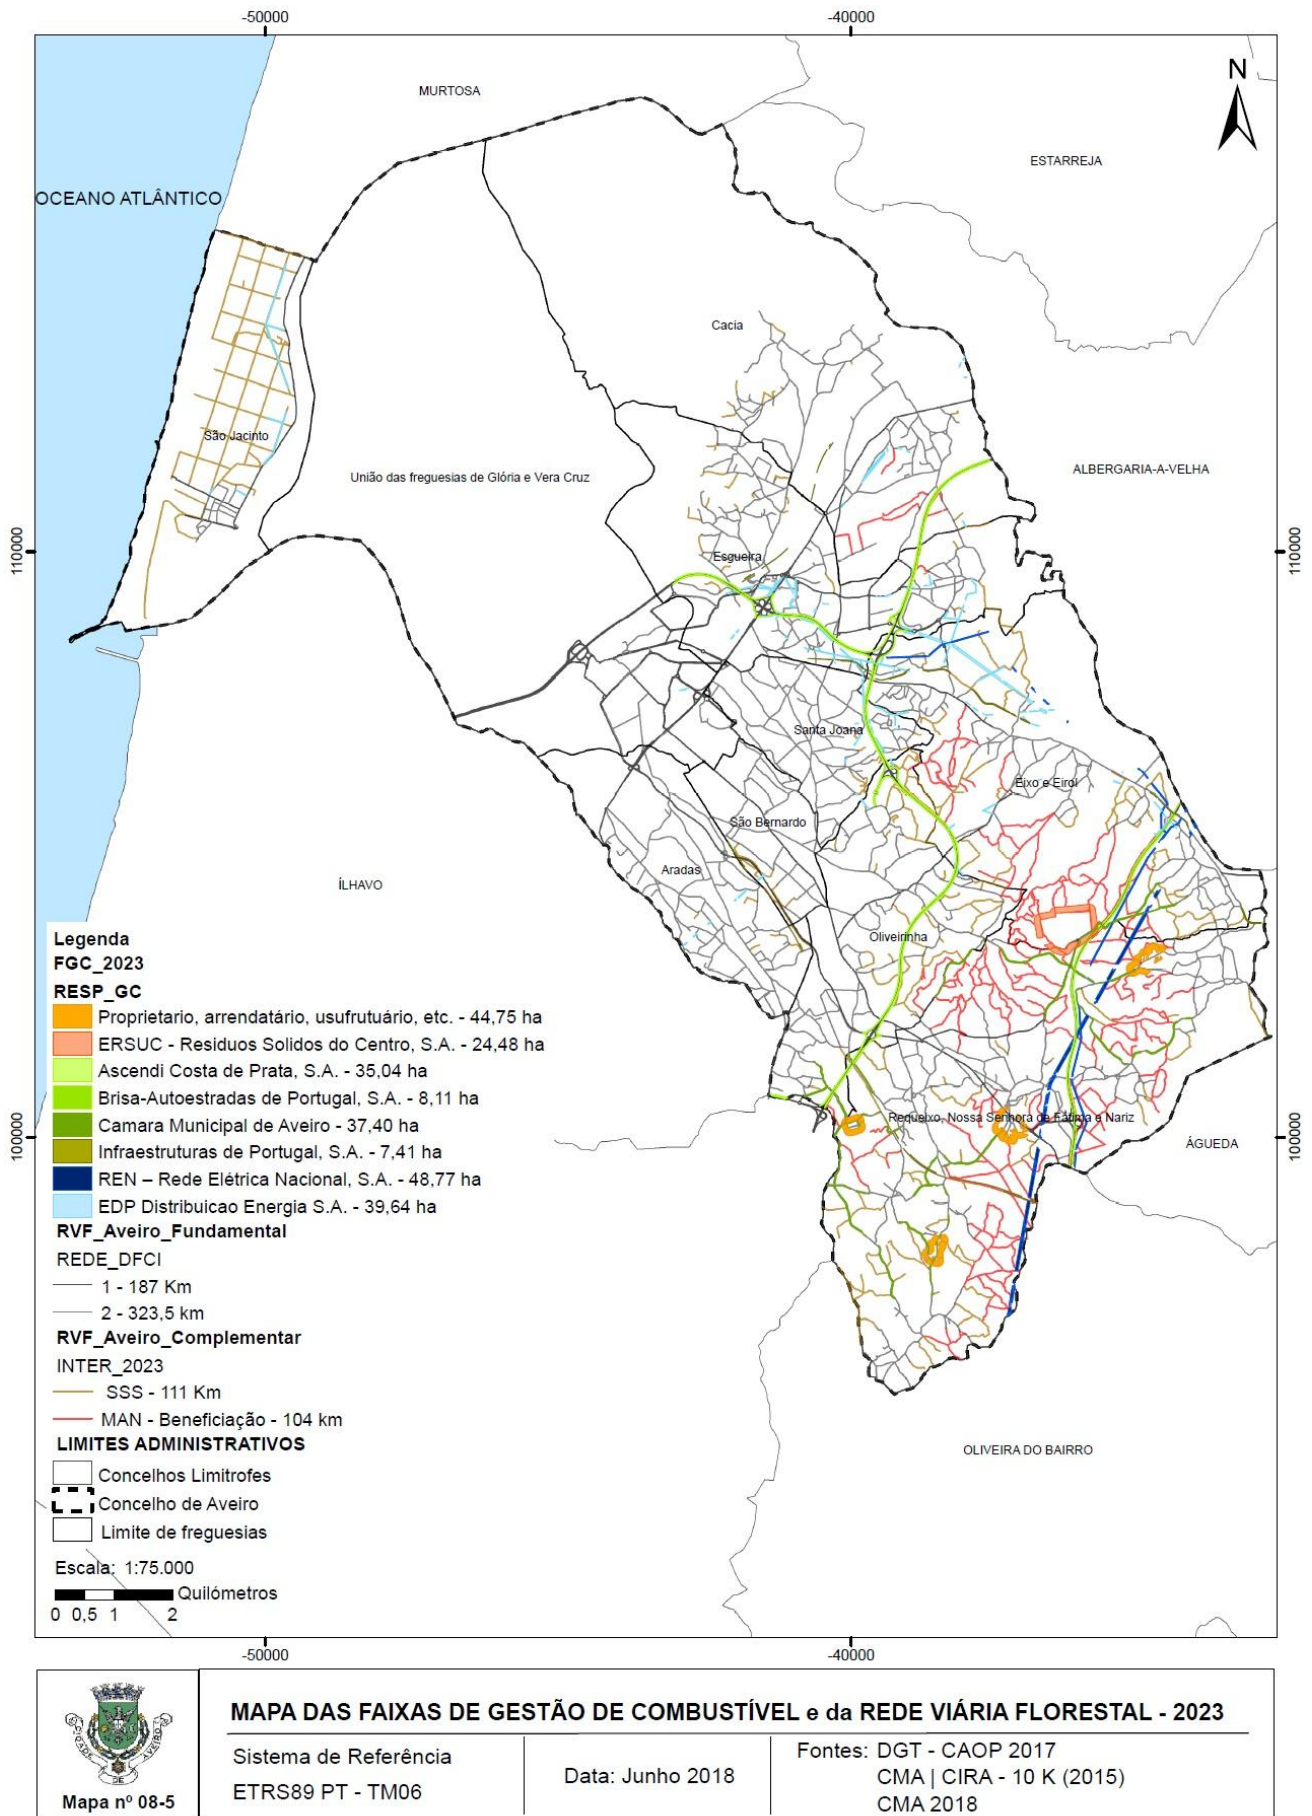 -50000
-40000
N
MURTOSA
ESTARREJA
OCEANO ATLÂNTICO
Cacia
São Jacinto
União das freguesias de Glória e Vera Cruz
ALBERGARIA-A-VELHA
110000
110000
Esgueira
Santa Joana
Eixo e Eirol
São Bernardo
Aradas
ÍLHAVO
Oliveirinha
Requeixo, Nossa Senhora de Fátima e Nariz
100000
100000
ÁGUEDA
OLIVEIRA DO BAIRRO
Legenda
FGC_2023
RESP_GC
Proprietario, arrendatário, usufrutuário, etc. - 44,75 ha
ERSUC - Residuos Solidos do Centro, S.A. - 24,48 ha
Ascendi Costa de Prata, S.A. - 35,04 ha
Brisa-Autoestradas de Portugal, S.A. - 8,11 ha
Camara Municipal de Aveiro - 37,40 ha
Infraestruturas de Portugal, S.A. - 7,41 ha
REN – Rede Elétrica Nacional, S.A. - 48,77 ha
EDP Distribuicao Energia S.A. - 39,64 ha
RVF_Aveiro_Fundamental
REDE_DFCI
1 - 187 Km
2 - 323,5 km
RVF_Aveiro_Complementar
INTER_2023
SSS - 111 Km
MAN - Beneficiação - 104 km
LIMITES ADMINISTRATIVOS
Concelhos Limitrofes
Concelho de Aveiro
Limite de freguesias
Escala: 1:75.000
Quilómetros
0 0,5 1 2
-50000
-40000
CIDADE DE AVEIRO
Mapa nº 08-5
MAPA DAS FAIXAS DE GESTÃO DE COMBUSTÍVEL e da REDE VIÁRIA FLORESTAL - 2023
Sistema de Referência
ETRS89 PT - TM06
Data: Junho 2018
Fontes: DGT - CAOP 2017
CMA | CIRA - 10 K (2015)
CMA 2018